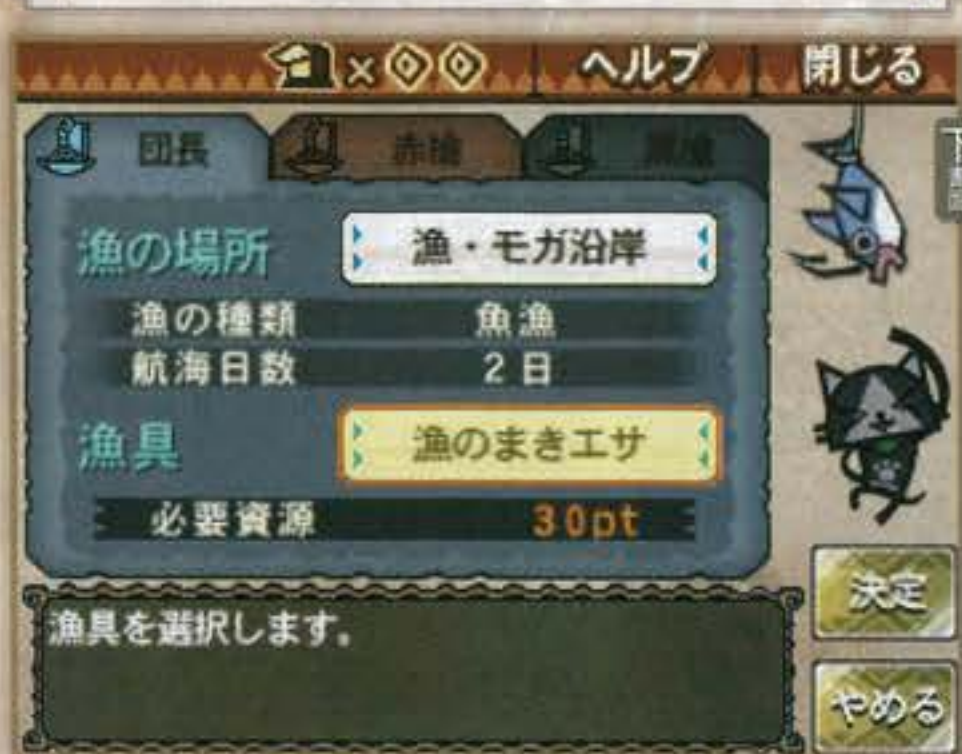 × ヘルプ 閉じる
団長 赤槍
漁の場所 漁・モガ沿岸
漁の種類 魚漁
航海日数 2日
漁具 漁のまきエサ
必要資源 30pt
漁具を選択します。
決定
やめる